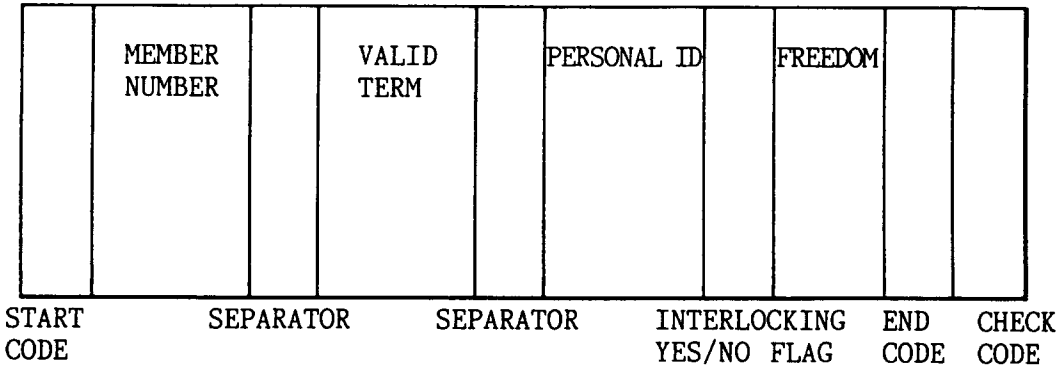 MEMBER NUMBER
VALID TERM
PERSONAL ID
FREEDOM
START CODE
SEPARATOR
SEPARATOR
INTERLOCKING YES/NO FLAG
END CODE
CHECK CODE